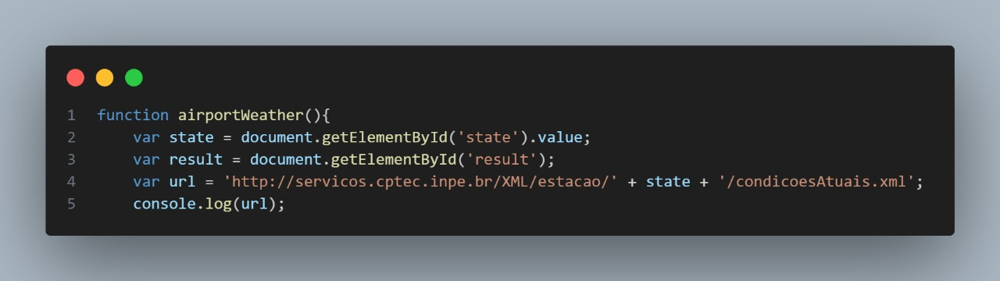 1 function airportWeather(){
2     var state = document.getElementById('state').value;
3     var result = document.getElementById('result');
4     var url = 'http://servicos.cptec.inpe.br/XML/estacao/' + state + '/condicoesAtuais.xml';
5     console.log(url);